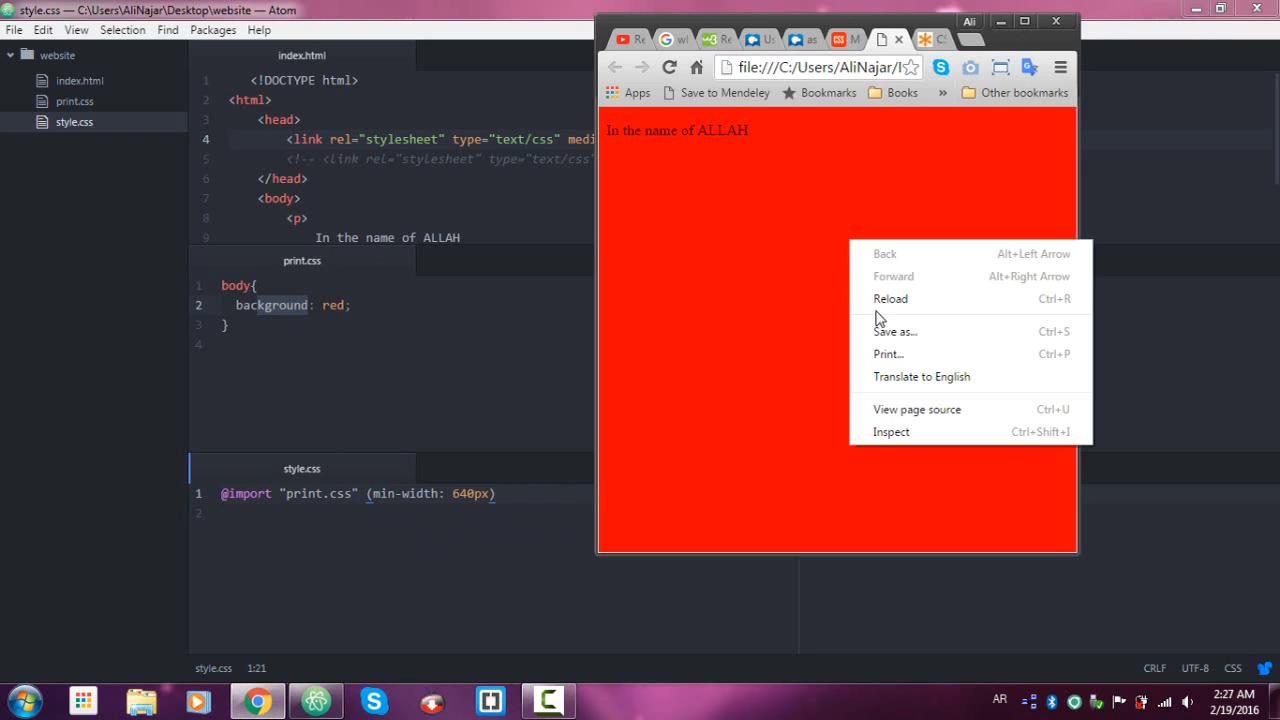 style.css — C:\Users\AliNajar\Desktop\website — Atom
File Edit View Selection Find Packages Help
website
index.html
print.css
style.css
index.html
1 <!DOCTYPE html>
2 <html>
3 <head>
4 <link rel="stylesheet" type="text/css" medi
5 <!-- <link rel="stylesheet" type="text/css"
6 </head>
7 <body>
8 <p>
9 In the name of ALLAH
print.css
1 body{
2 background: red;
3 }
4
style.css
1 @import "print.css" (min-width: 640px)
2
style.css 1:21
CRLF UTF-8 CSS
Ali
Re wl Re Us as M CS
file:///C:/Users/AliNajar/
Apps Save to Mendeley Bookmarks Books » Other bookmarks
In the name of ALLAH
Back Alt+Left Arrow
Forward Alt+Right Arrow
Reload Ctrl+R
Save as... Ctrl+S
Print... Ctrl+P
Translate to English
View page source Ctrl+U
Inspect Ctrl+Shift+I
AR
2:27 AM
2/19/2016